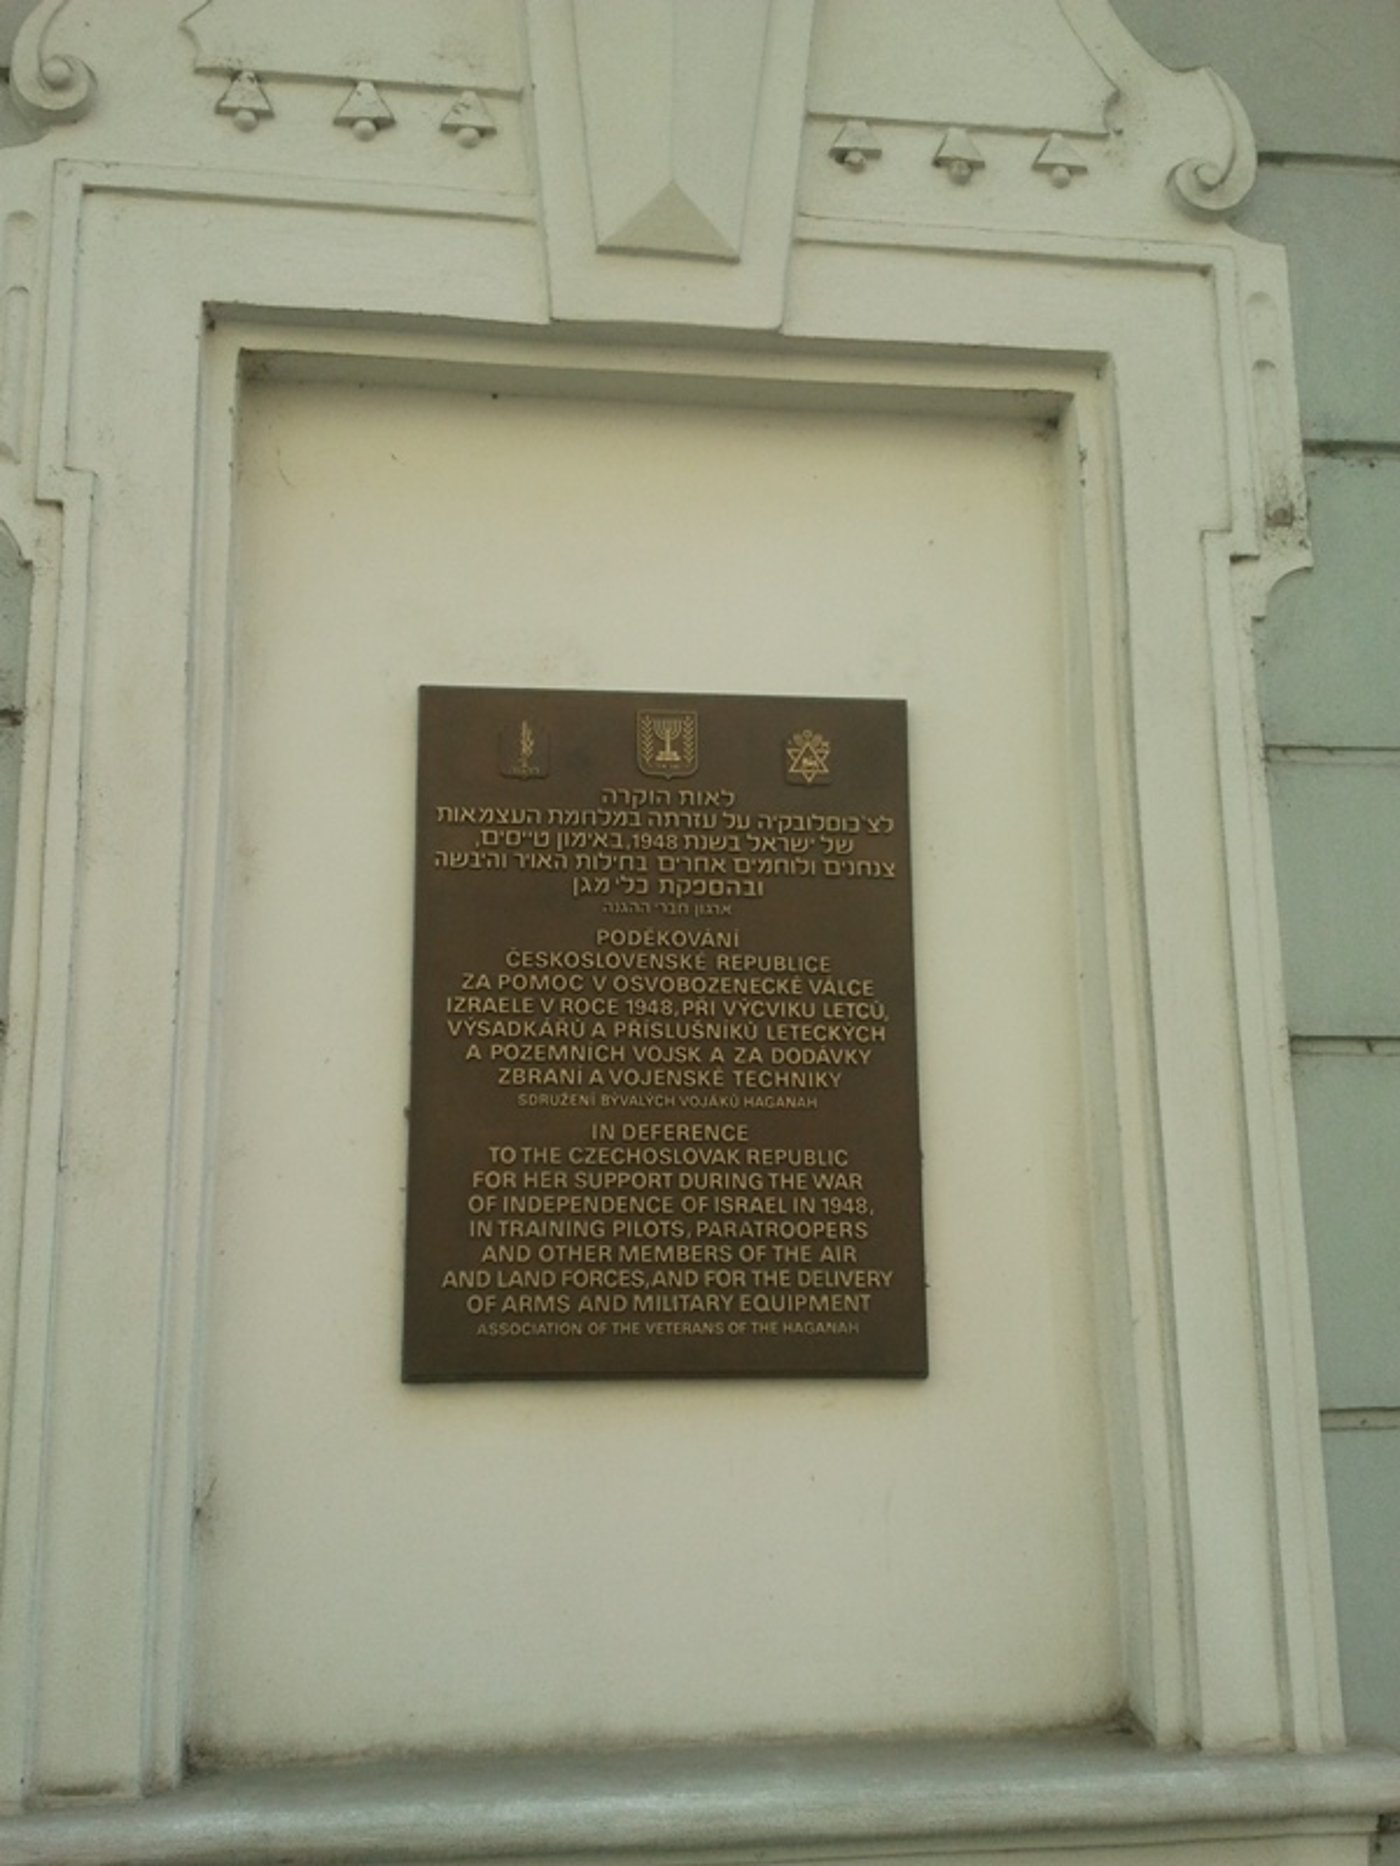 לאות הוקרה
לצ'כוסלובקיה על עזרתה במלחמת העצמאות
של ישראל בשנת 1948, באימון טייסים,
צנחנים ולוחמים אחרים בחילות האויר והיבשה
ובהספקת כלי מגן
ארגון חברי ההגנה
PODĚKOVÁNÍ
ČESKOSLOVENSKÉ REPUBLICE
ZA POMOC V OSVOBOZENECKÉ VÁLCE
IZRAELE V ROCE 1948, PŘI VÝCVIKU LETCŮ,
VÝSADKÁŘŮ A PŘÍSLUŠNÍKŮ LETECKÝCH
A POZEMNÍCH VOJSK A ZA DODÁVKY
ZBRANÍ A VOJENSKÉ TECHNIKY
SDRUŽENÍ BÝVALÝCH VOJÁKŮ HAGANAH
IN DEFERENCE
TO THE CZECHOSLOVAK REPUBLIC
FOR HER SUPPORT DURING THE WAR
OF INDEPENDENCE OF ISRAEL IN 1948,
IN TRAINING PILOTS, PARATROOPERS
AND OTHER MEMBERS OF THE AIR
AND LAND FORCES, AND FOR THE DELIVERY
OF ARMS AND MILITARY EQUIPMENT
ASSOCIATION OF THE VETERANS OF THE HAGANAH